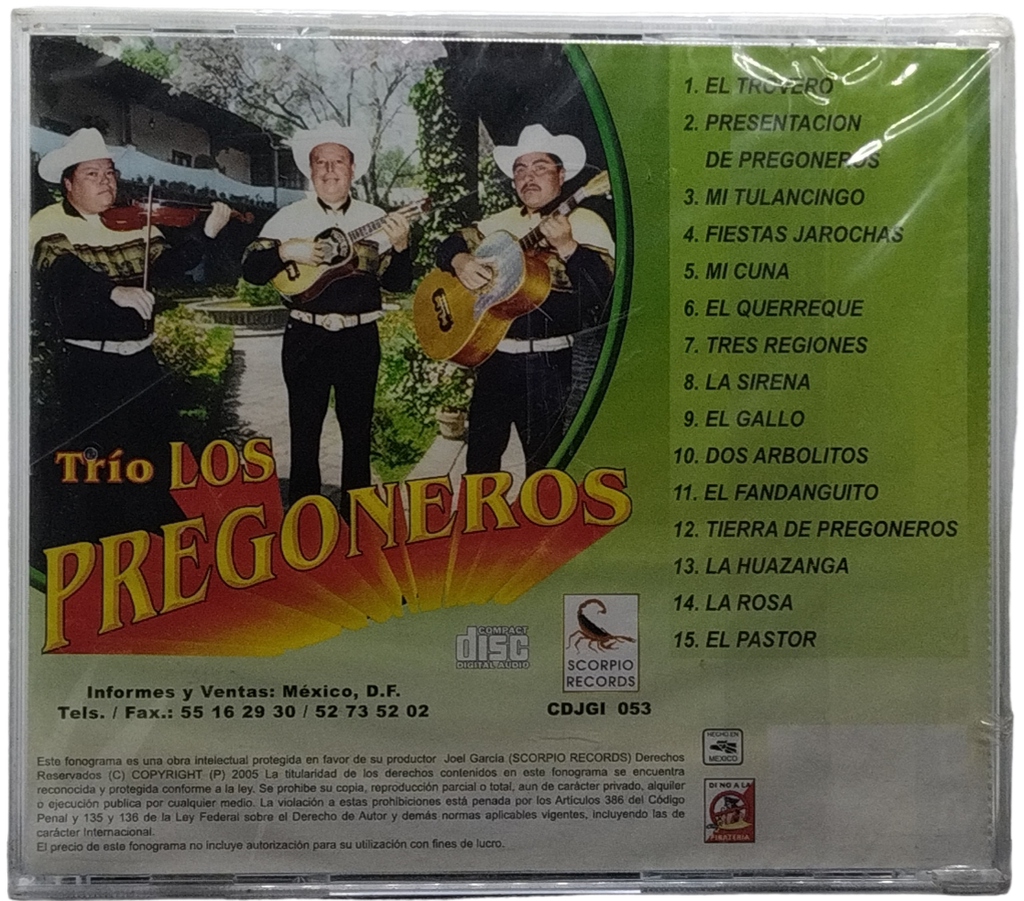 1. EL TROVERO
2. PRESENTACION
DE PREGONEROS
3. MI TULANCINGO
4. FIESTAS JAROCHAS
5. MI CUNA
6. EL QUERREQUE
7. TRES REGIONES
8. LA SIRENA
9. EL GALLO
10. DOS ARBOLITOS
11. EL FANDANGUITO
12. TIERRA DE PREGONEROS
13. LA HUAZANGA
14. LA ROSA
15. EL PASTOR
Trío LOS
PREGONEROS
COMPACT
disc
DIGITAL AUDIO
SCORPIO
RECORDS
CDJGI 053
Informes y Ventas: México, D.F.
Tels. / Fax.: 55 16 29 30 / 52 73 52 02
HECHO EN
MEXICO
DI NO A LA
PIRATERIA
Este fonograma es una obra intelectual protegida en favor de su productor Joel García (SCORPIO RECORDS) Derechos
Reservados (C) COPYRIGHT (P) 2005 La titularidad de los derechos contenidos en este fonograma se encuentra
reconocida y protegida conforme a la ley. Se prohibe su copia, reproducción parcial o total, aun de carácter privado, alquiler
o ejecución publica por cualquier medio. La violación a estas prohibiciones está penada por los Artículos 386 del Código
Penal y 135 y 136 de la Ley Federal sobre el Derecho de Autor y demás normas aplicables vigentes, incluyendo las de
carácter Internacional.
El precio de este fonograma no incluye autorización para su utilización con fines de lucro.